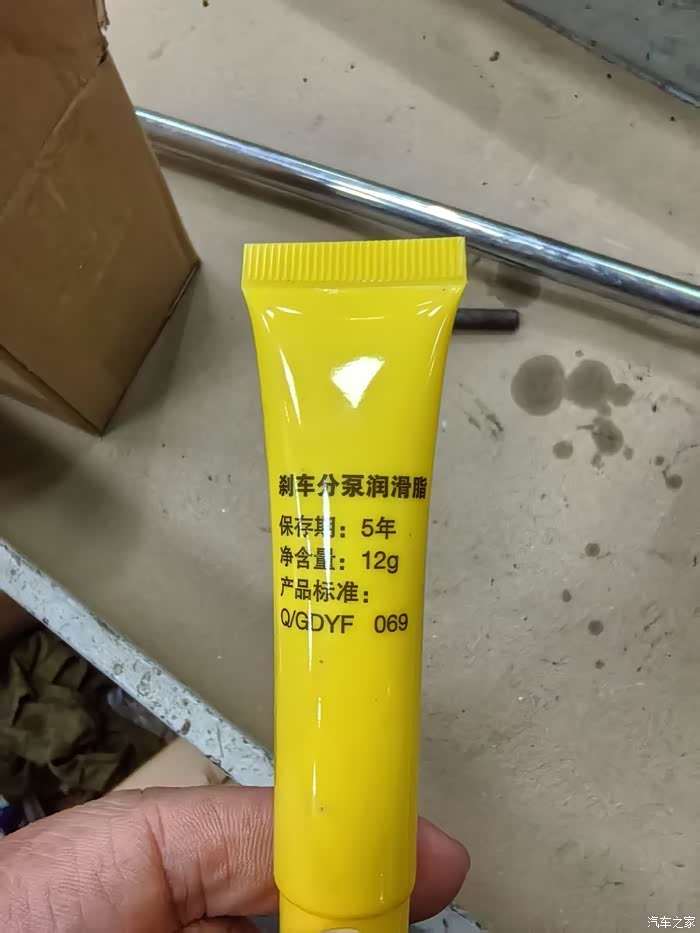 刹车分泵润滑脂
保存期：5年
净含量：12g
产品标准：
Q/GDYF 069
汽车之家